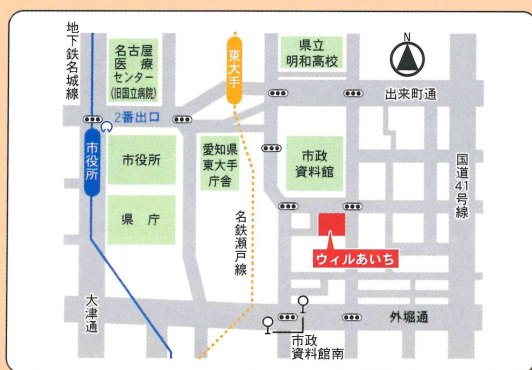 地下鉄名城線
名古屋
医療
センター
(旧国立病院)
東大手
県立
明和高校
N
出来町通
2番出口
市役所
市役所
愛知県
東大手
庁舎
市政
資料館
国道41号線
県庁
名鉄瀬戸線
ウィルあいち
大津通
外堀通
市政
資料館南